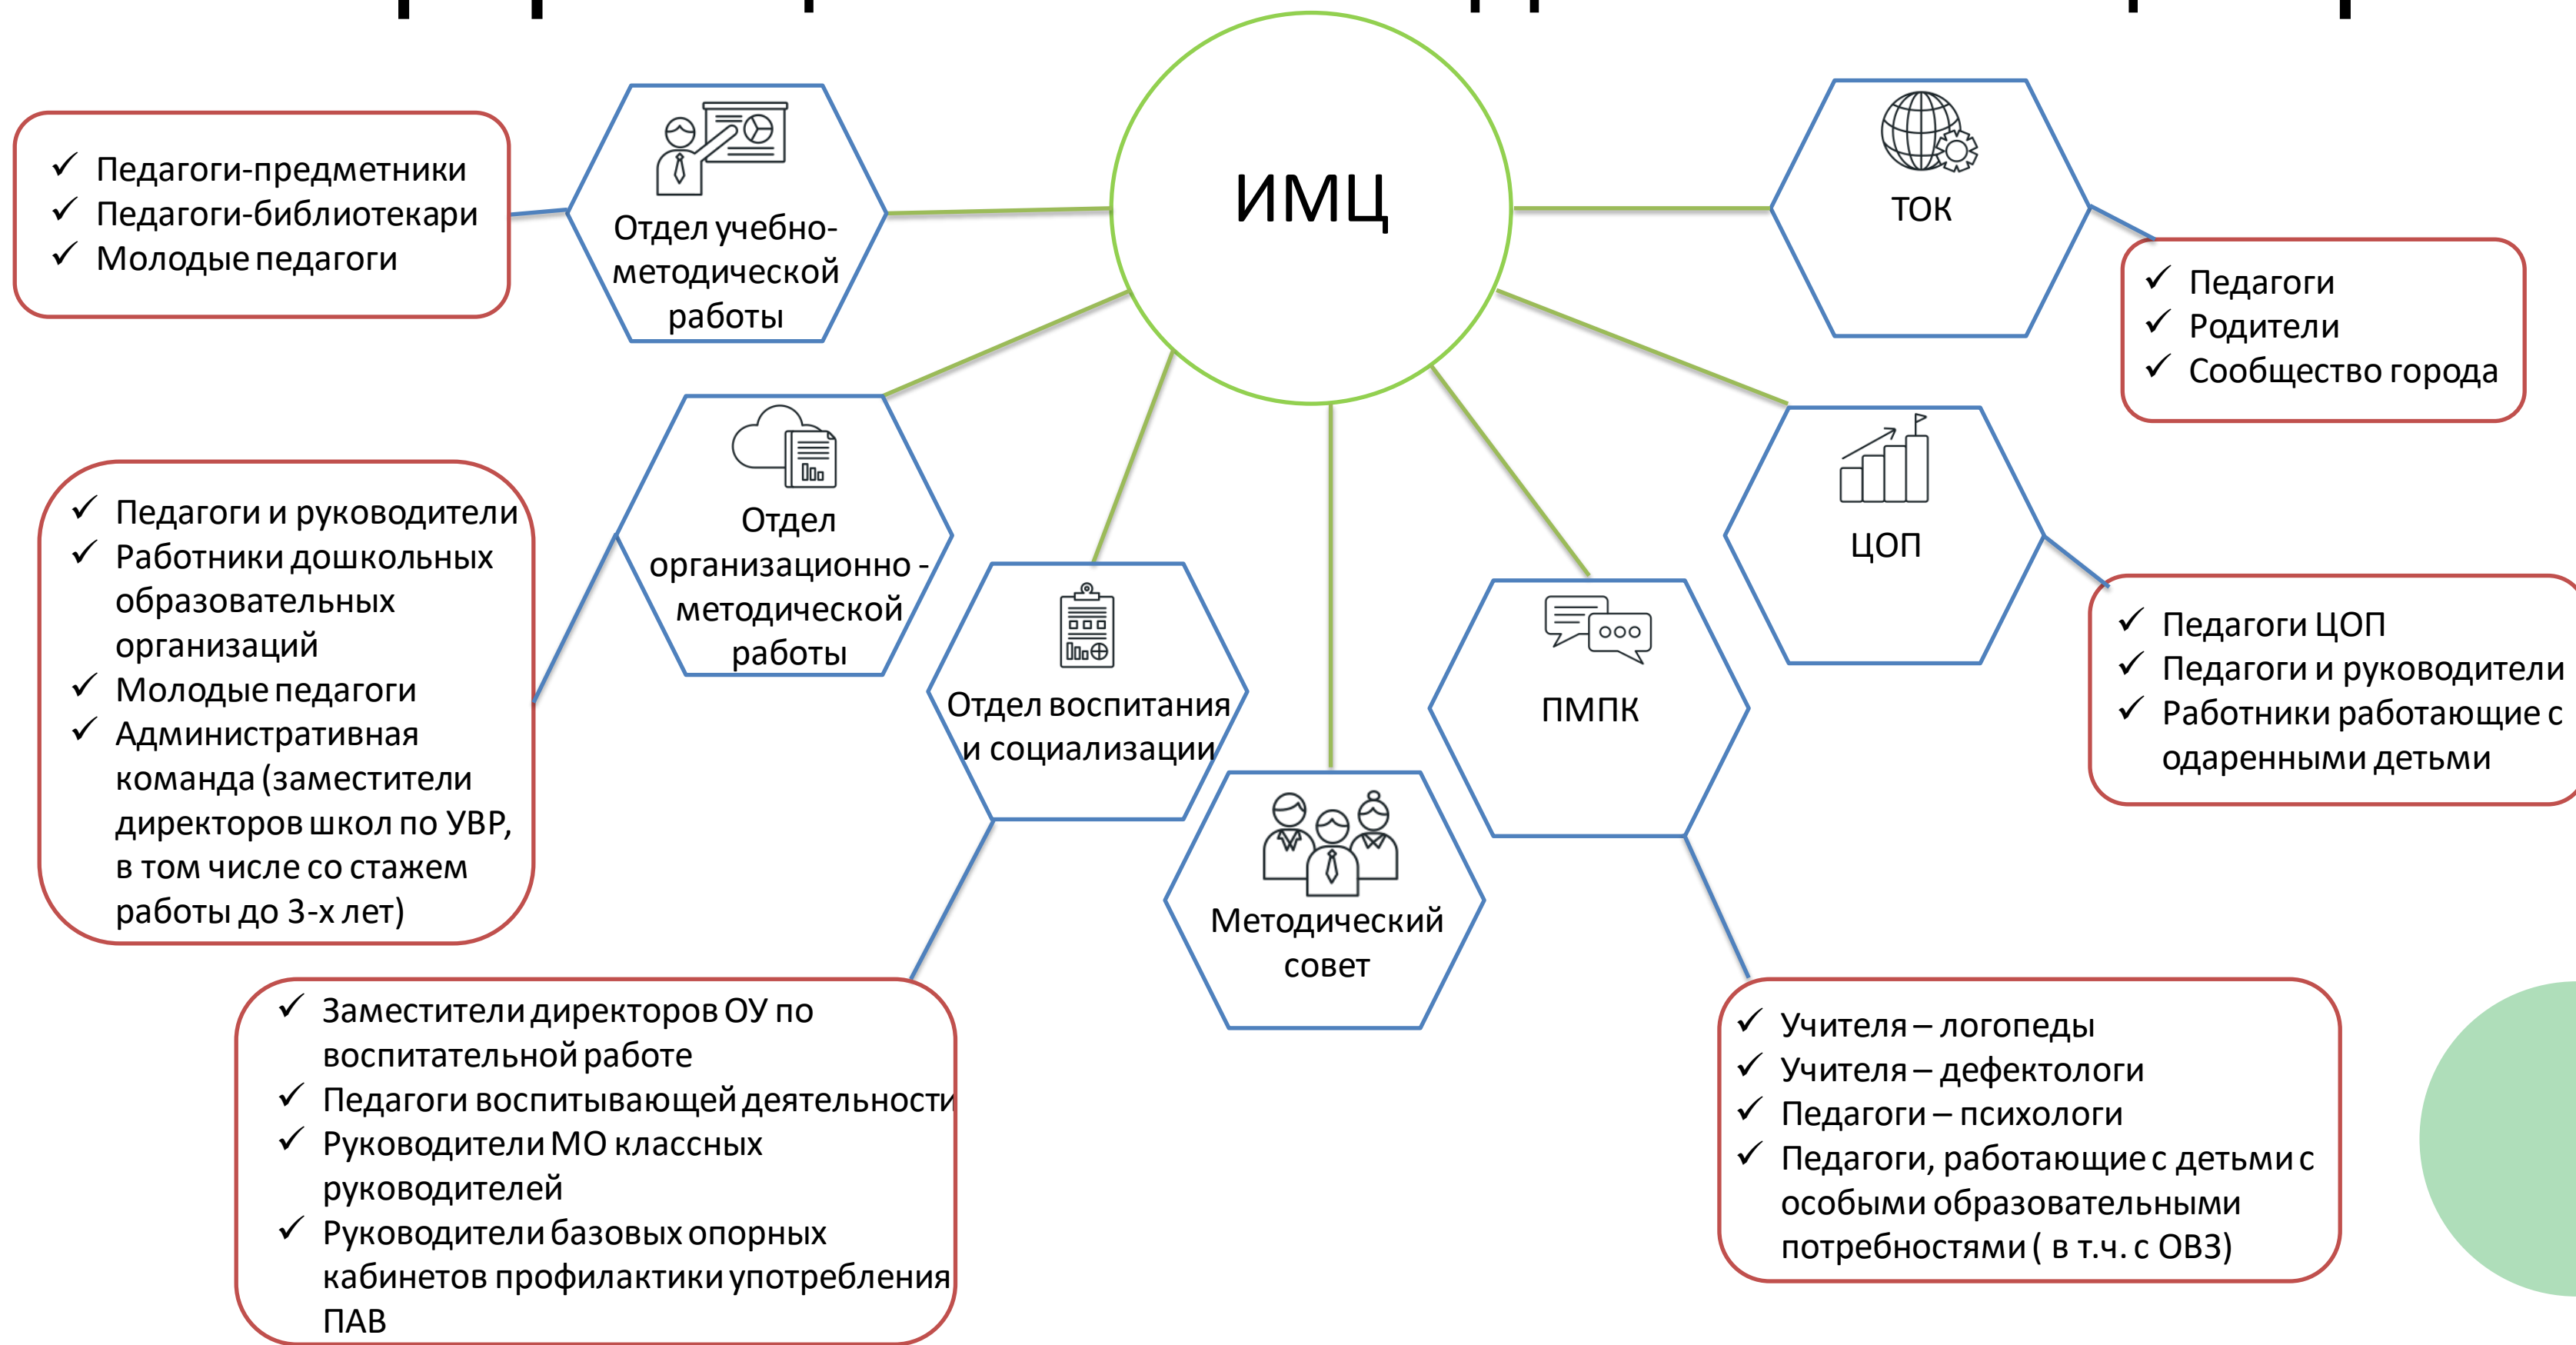 ИМЦ
Педагоги-предметники
Педагоги-библиотекари
Молодые педагоги
Отдел учебно-
методической
работы
ТОК
Педагоги
Родители
Сообщество города
Педагоги и руководители
Работники дошкольных
образовательных
организаций
Молодые педагоги
Административная
команда (заместители
директоров школ по УВР,
в том числе со стажем
работы до 3-х лет)
Отдел
организационно -
методической
работы
ЦОП
Педагоги ЦОП
Педагоги и руководители
Работники работающие с
одаренными детьми
Отдел воспитания
и социализации
ПМПК
Методический
совет
Заместители директоров ОУ по
воспитательной работе
Педагоги воспитывающей деятельности
Руководители МО классных
руководителей
Руководители базовых опорных
кабинетов профилактики употребления
ПАВ
Учителя – логопеды
Учителя – дефектологи
Педагоги – психологи
Педагоги, работающие с детьми с
особыми образовательными
потребностями ( в т.ч. с ОВЗ)